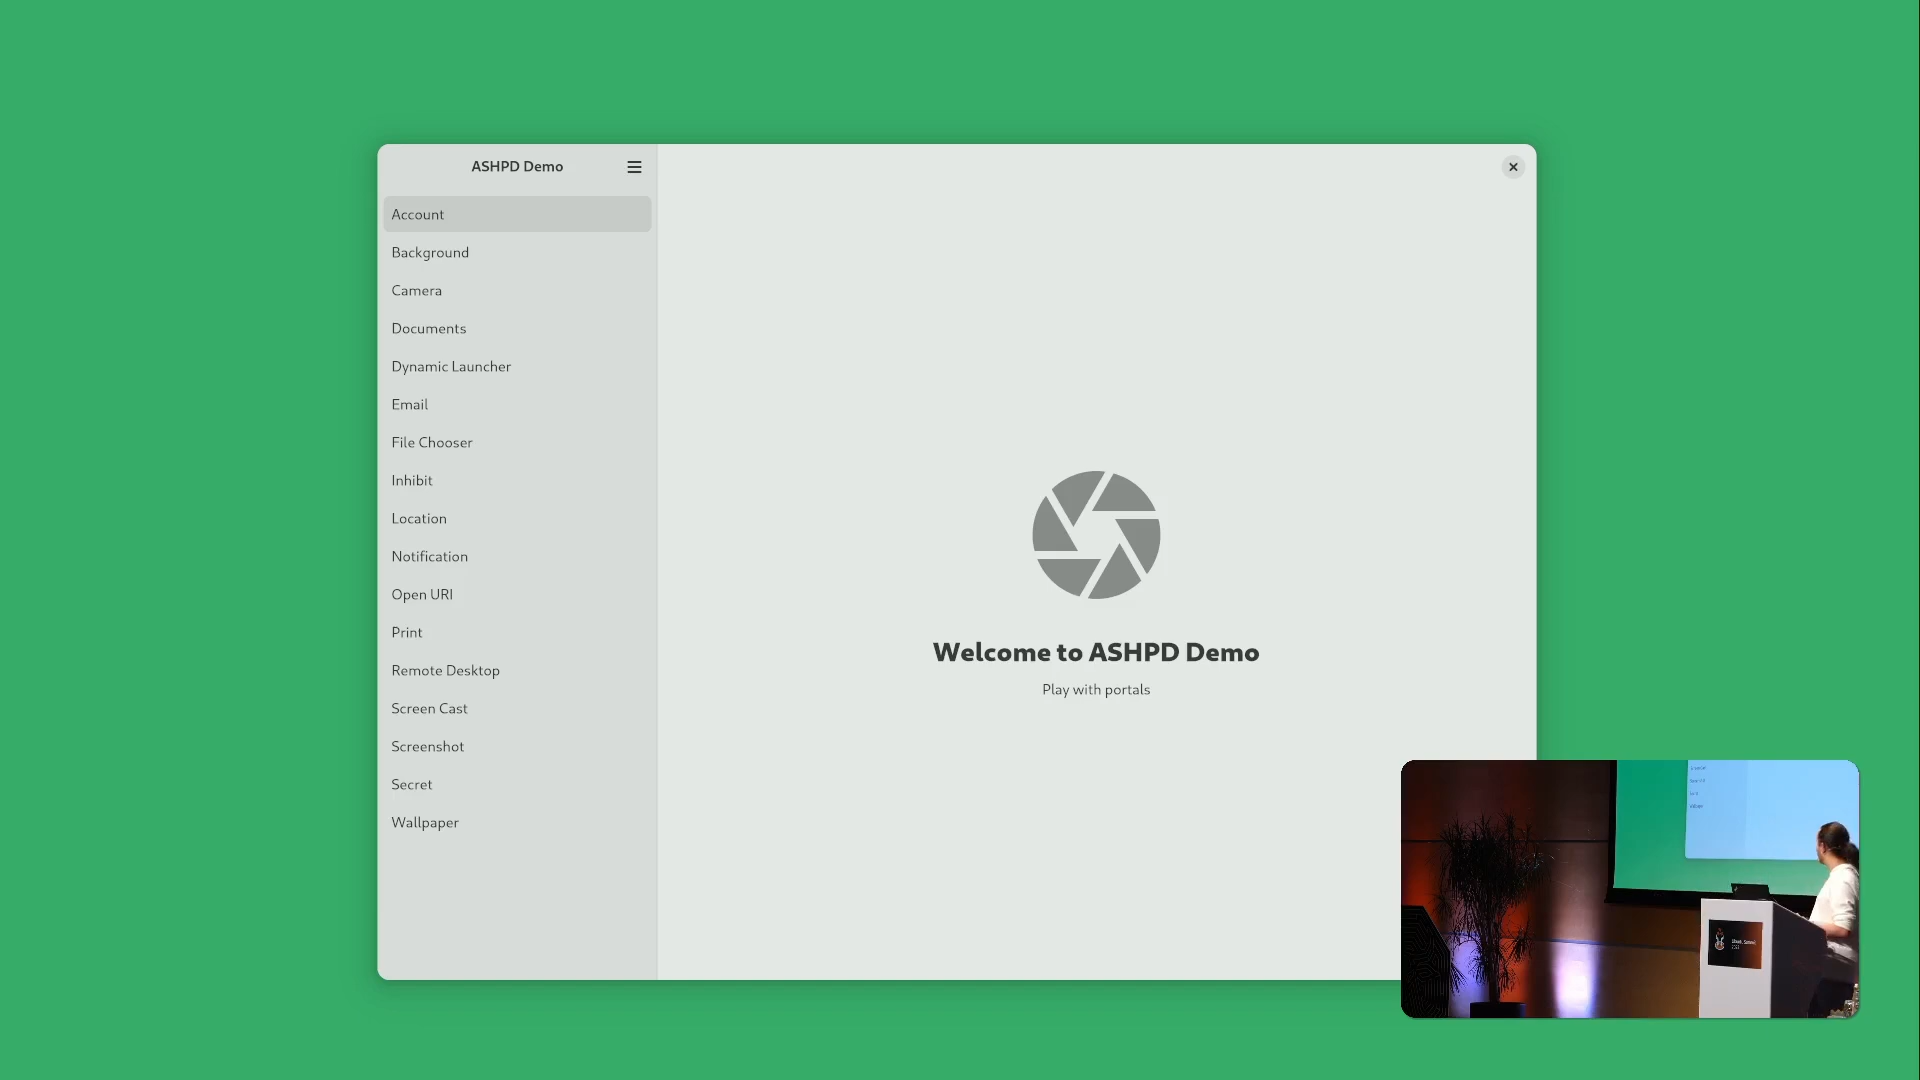 ASHPD Demo
Account
Background
Camera
Documents
Dynamic Launcher
Email
File Chooser
Inhibit
Location
Notification
Open URI
Print
Remote Desktop
Screen Cast
Screenshot
Secret
Wallpaper
Welcome to ASHPD Demo
Play with portals